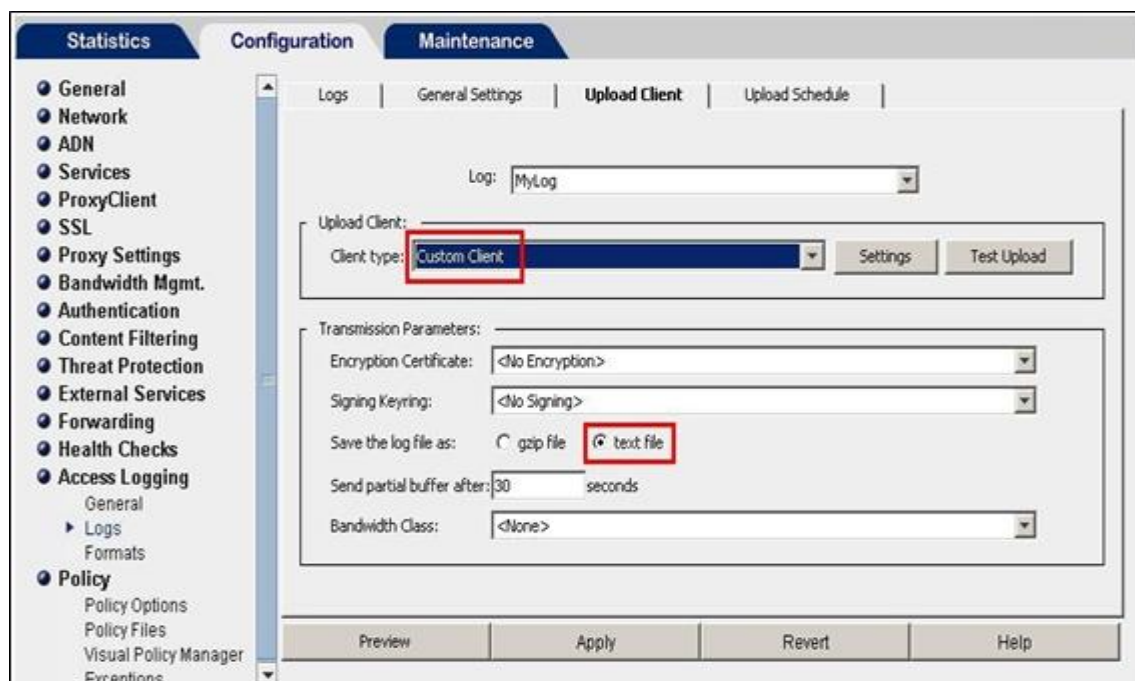 Statistics
Configuration
Maintenance
General
Network
ADN
Services
ProxyClient
SSL
Proxy Settings
Bandwidth Mgmt.
Authentication
Content Filtering
Threat Protection
External Services
Forwarding
Health Checks
Access Logging
General
Logs
Formats
Policy
Policy Options
Policy Files
Visual Policy Manager
Exceptions
Logs
General Settings
Upload Client
Upload Schedule
Log: MyLog
Upload Client:
Client type: Custom Client
Settings
Test Upload
Transmission Parameters:
Encryption Certificate: <No Encryption>
Signing Keyring: <No Signing>
Save the log file as: gzip file text file
Send partial buffer after: 30 seconds
Bandwidth Class: <None>
Preview
Apply
Revert
Help